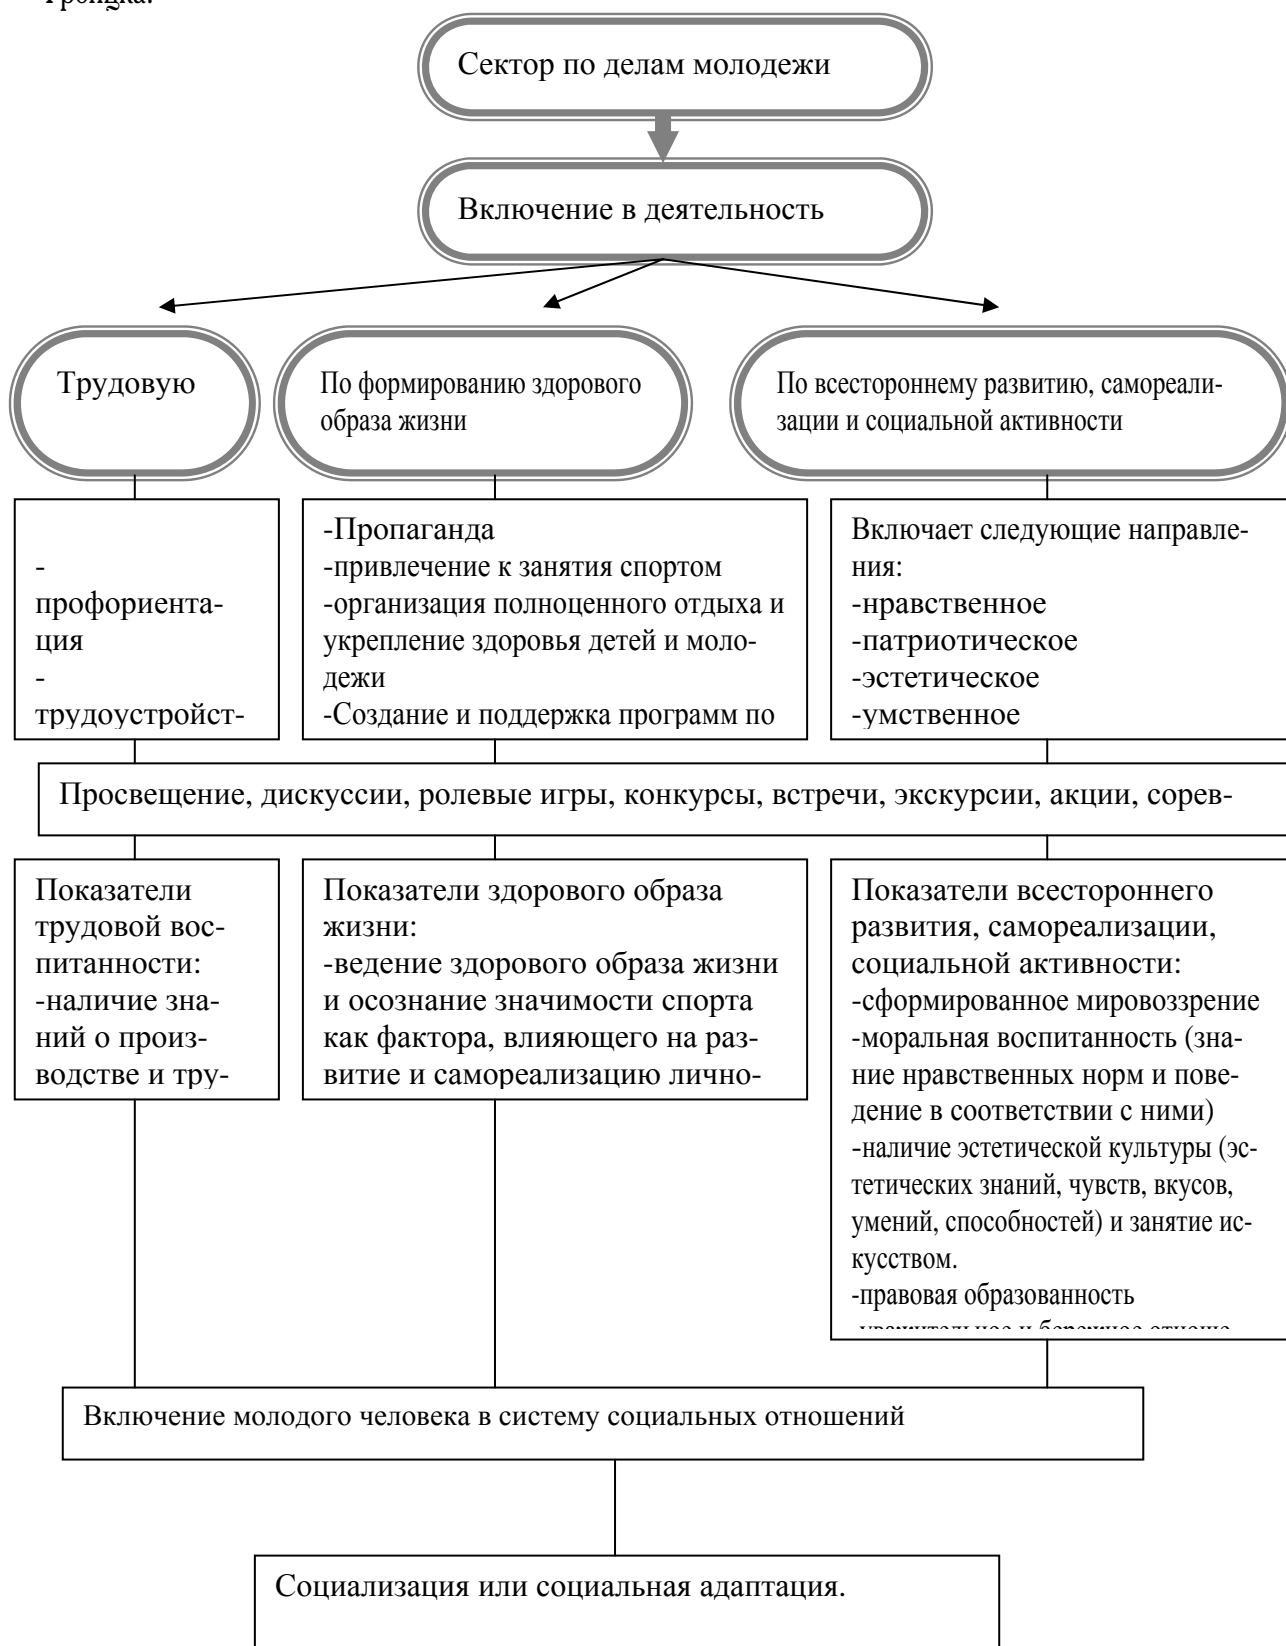 Сектор по делам молодежи
Включение в деятельность
Трудовую
По формированию здорового
образа жизни
По всестороннему развитию, самореали-
зации и социальной активности
-
профориента-
ция
-
трудоустройст-
-Пропаганда
-привлечение к занятия спортом
-организация полноценного отдыха и
укрепление здоровья детей и моло-
дежи
-Создание и поддержка программ по
Включает следующие направле-
ния:
-нравственное
-патриотическое
-эстетическое
-умственное
Просвещение, дискуссии, ролевые игры, конкурсы, встречи, экскурсии, акции, сорев-
Показатели
трудовой вос-
питанности:
-наличие зна-
ний о произ-
водстве и тру-
Показатели здорового образа
жизни:
-ведение здорового образа жизни
и осознание значимости спорта
как фактора, влияющего на раз-
витие и самореализацию лично-
Показатели всестороннего
развития, самореализации,
социальной активности:
-сформированное мировоззрение
-моральная воспитанность (зна-
ние нравственных норм и пове-
дение в соответствии с ними)
-наличие эстетической культуры (эс-
тетических знаний, чувств, вкусов,
умений, способностей) и занятие ис-
кусством.
-правовая образованность
-уважительное и бережное отноше-
Включение молодого человека в систему социальных отношений
Социализация или социальная адаптация.